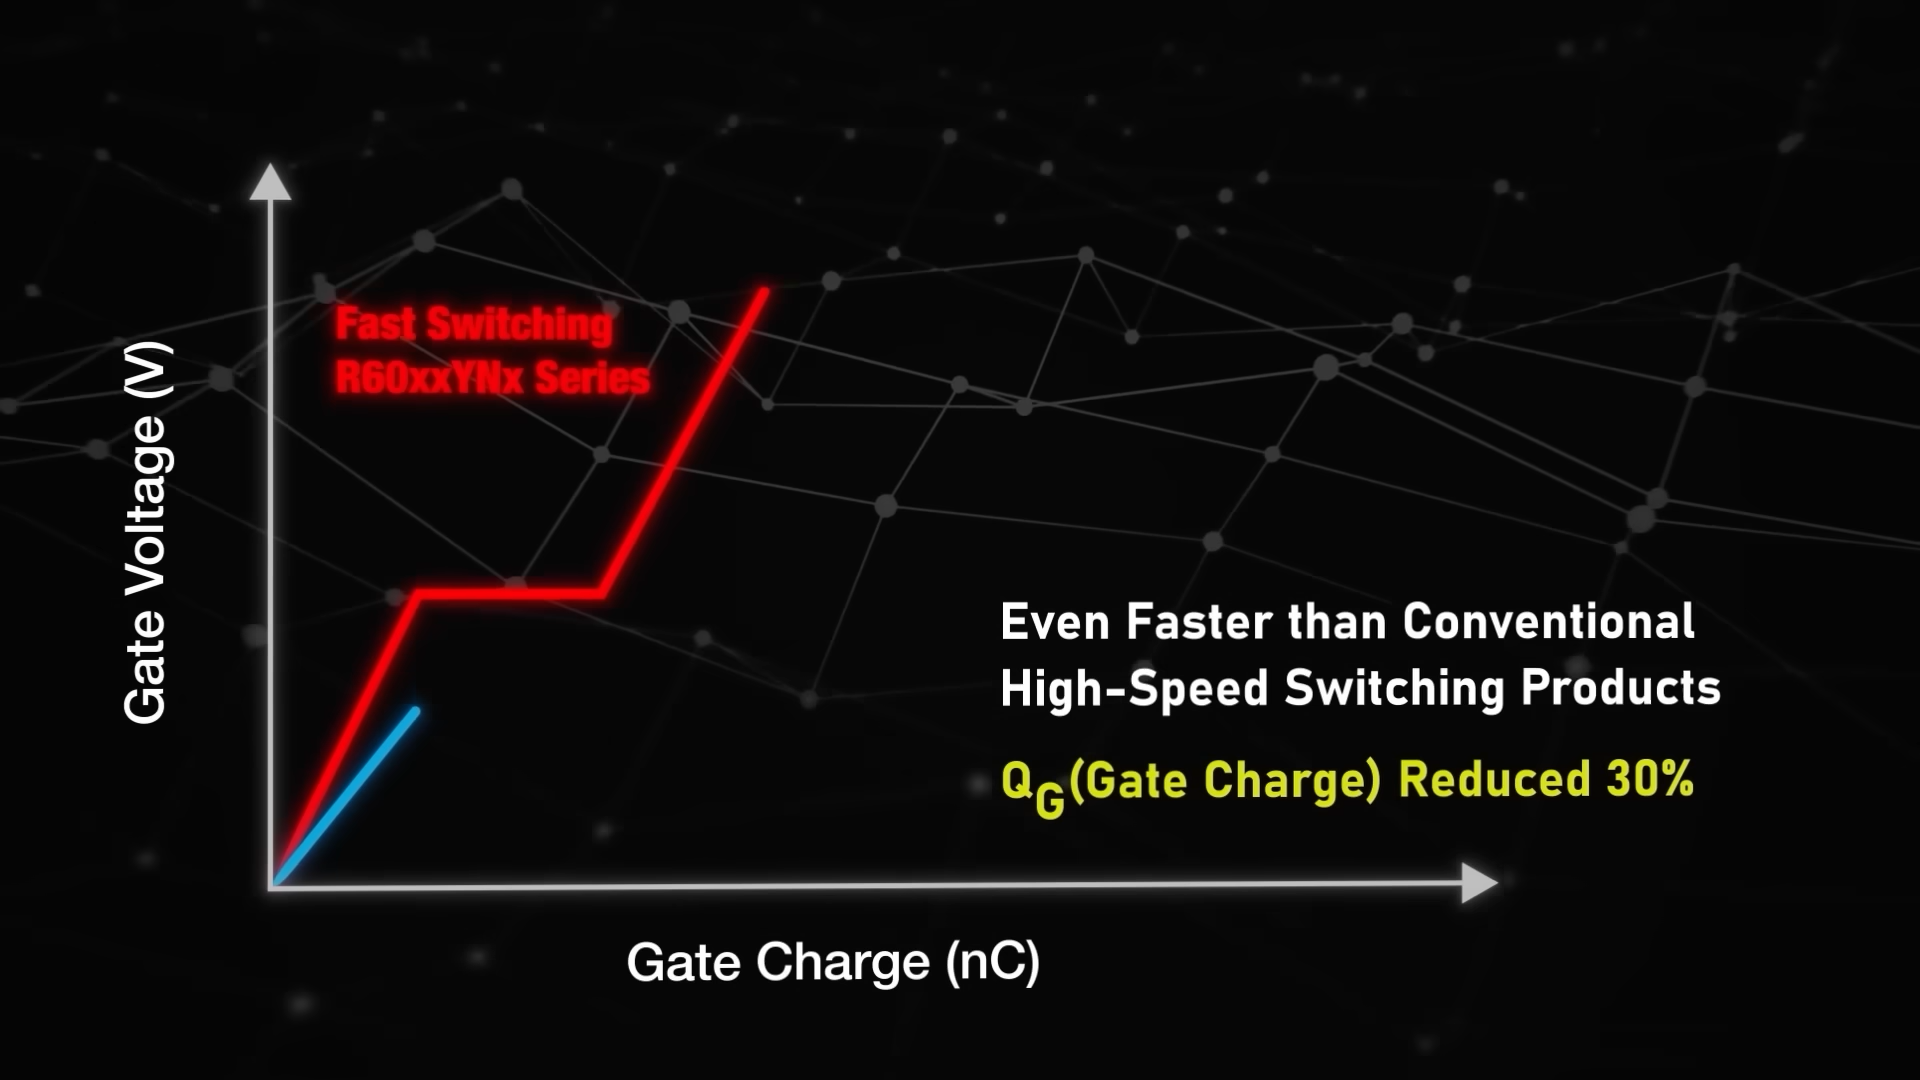 Fast Switching
R60xxYNx Series
Gate Voltage (V)
Even Faster than Conventional
High-Speed Switching Products
QG(Gate Charge) Reduced 30%
Gate Charge (nC)